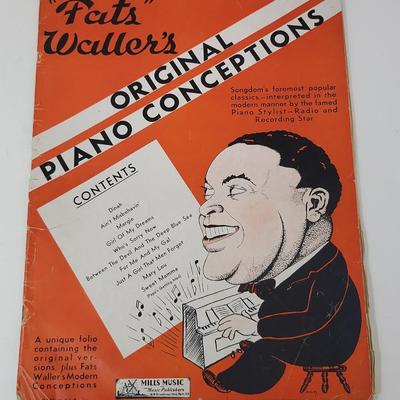 "Fats"
Waller's
ORIGINAL
PIANO CONCEPTIONS
Songdom's foremost popular
classics—interpreted in the
modern manner by the famed
Piano Stylist—Radio and
Recording Star
CONTENTS
Dinah
Ain't Misbehavin'
Margie
Girl Of My Dreams
Who's Sorry Now
Between The Devil And The Deep Blue Sea
For Me And My Gal
Just A Girl That Men Forget
Mary Lou
Sweet Mamma
A unique folio
containing the
original ver-
sions, plus Fats
Waller's Modern
Conceptions
MILLS MUSIC
Music Publishers